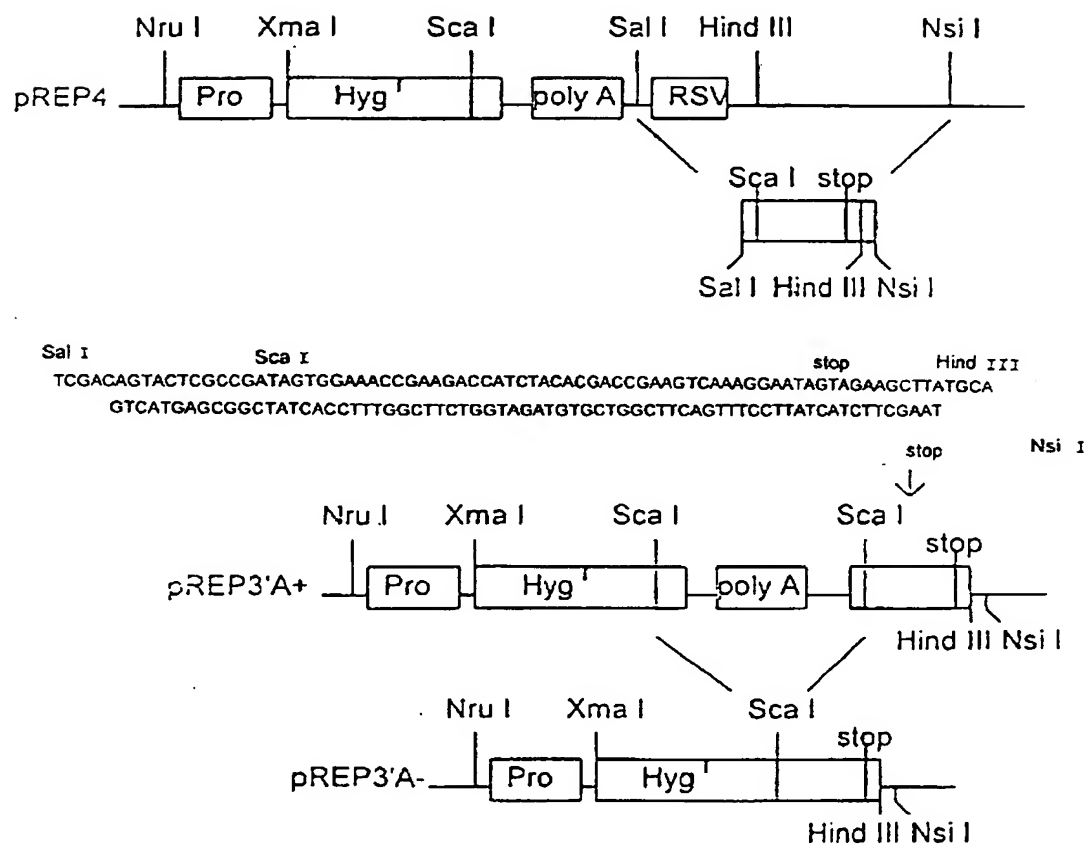 Nru I Xma I Sca I Sal I Hind III Nsi I
pREP4 Pro Hyg r poly A RSV
Sca I stop
Sal I Hind III Nsi I
Sal I Sca I stop Hind III
TCGACAGTACTCGCCGATAGTGGAAACCGAAGACCATCTACACGACCGAAGTCAAAGGAATAGTAGAAGCTTATGCA
GTCATGAGCGGCTATCACCTTTGGCTTCTGGTAGATGTGCTGGCTTCAGTTTCCTTATCATCTTCGAAT
stop Nsi I
Nru I Xma I Sca I Sca I stop
pREP3'A+ Pro Hyg r poly A
Hind III Nsi I
Nru I Xma I Sca I stop
pREP3'A- Pro Hyg r
Hind III Nsi I